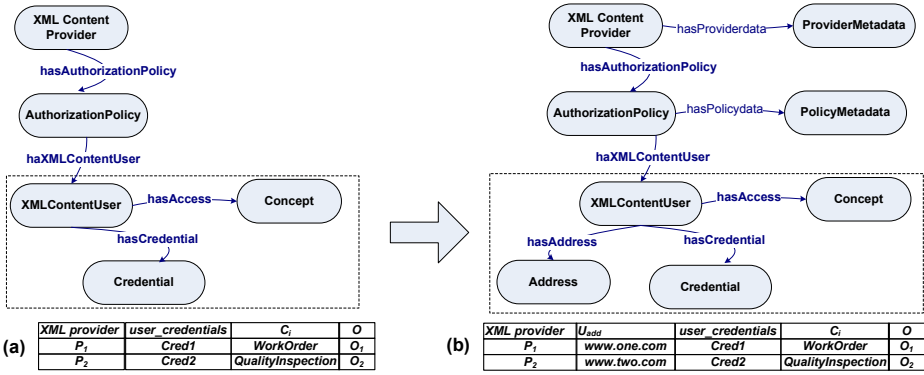 XML Content
Provider
hasAuthorizationPolicy
AuthorizationPolicy
haXMLContentUser
XMLContentUser
hasAccess
Concept
hasCredential
Credential
(a)
XML provider user_credentials Ci O
P1 Cred1 WorkOrder O1
P2 Cred2 QualityInspection O2
XML Content
Provider
hasProviderdata
ProviderMetadata
hasAuthorizationPolicy
AuthorizationPolicy
hasPolicydata
PolicyMetadata
haXMLContentUser
XMLContentUser
hasAccess
Concept
hasAddress
hasCredential
Address
Credential
(b)
XML provider Uadd user_credentials Ci O
P1 www.one.com Cred1 WorkOrder O1
P2 www.two.com Cred2 QualityInspection O2